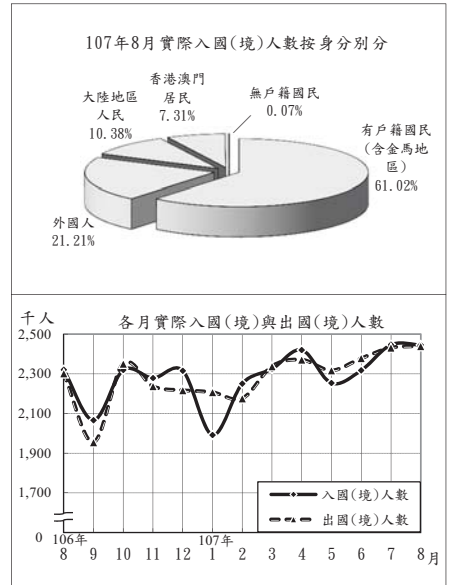 107年8月實際入國(境)人數按身分別分
香港澳門
居民
7.31%
無戶籍國民
0.07%
大陸地區
人民
10.38%
有戶籍國民
(含金馬地
區)
61.02%
外國人
21.21%
千人
各月實際入國(境)與出國(境)人數
2,500
2,300
2,100
1,900
1,700
0
入國(境)人數
出國(境)人數
106年 107年
8 9 10 11 12 1 2 3 4 5 6 7 8月